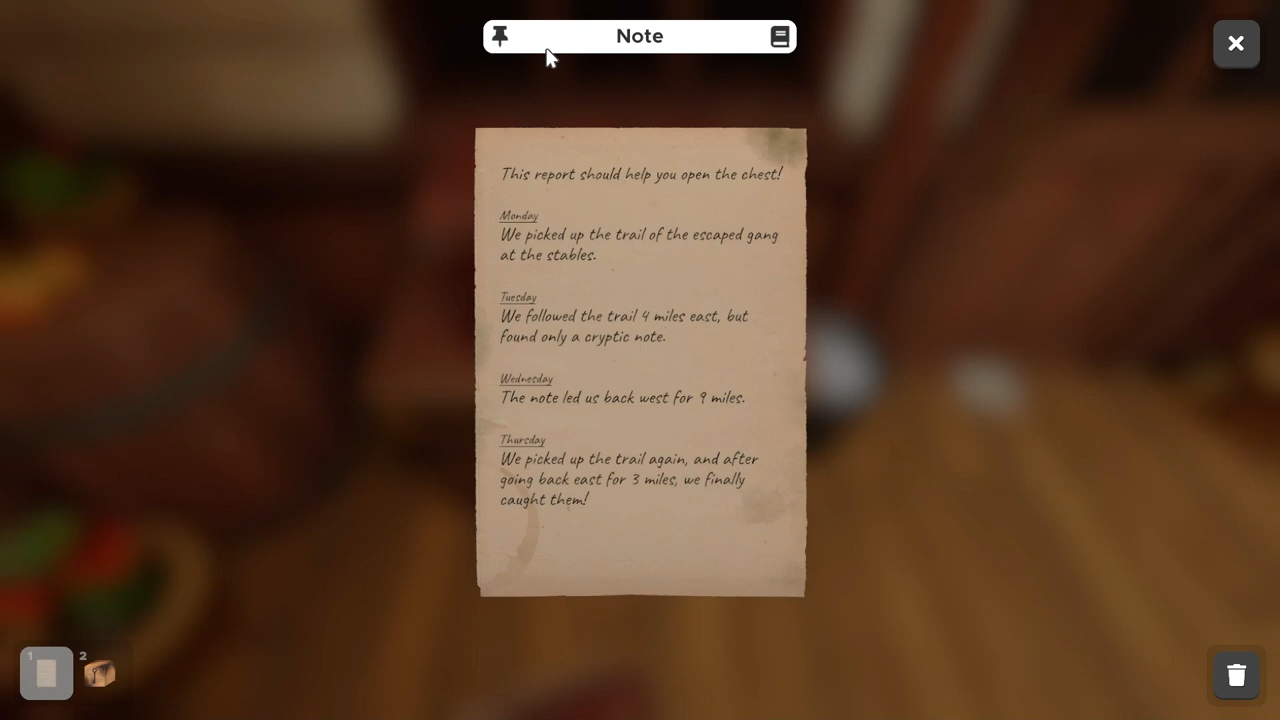 Note
This report should help you open the chest!
Monday
We picked up the trail of the escaped gang
at the stables.
Tuesday
We followed the trail 4 miles east, but
found only a cryptic note.
Wednesday
The note led us back west for 9 miles.
Thursday
We picked up the trail again, and after
going back east for 3 miles, we finally
caught them!
1
2